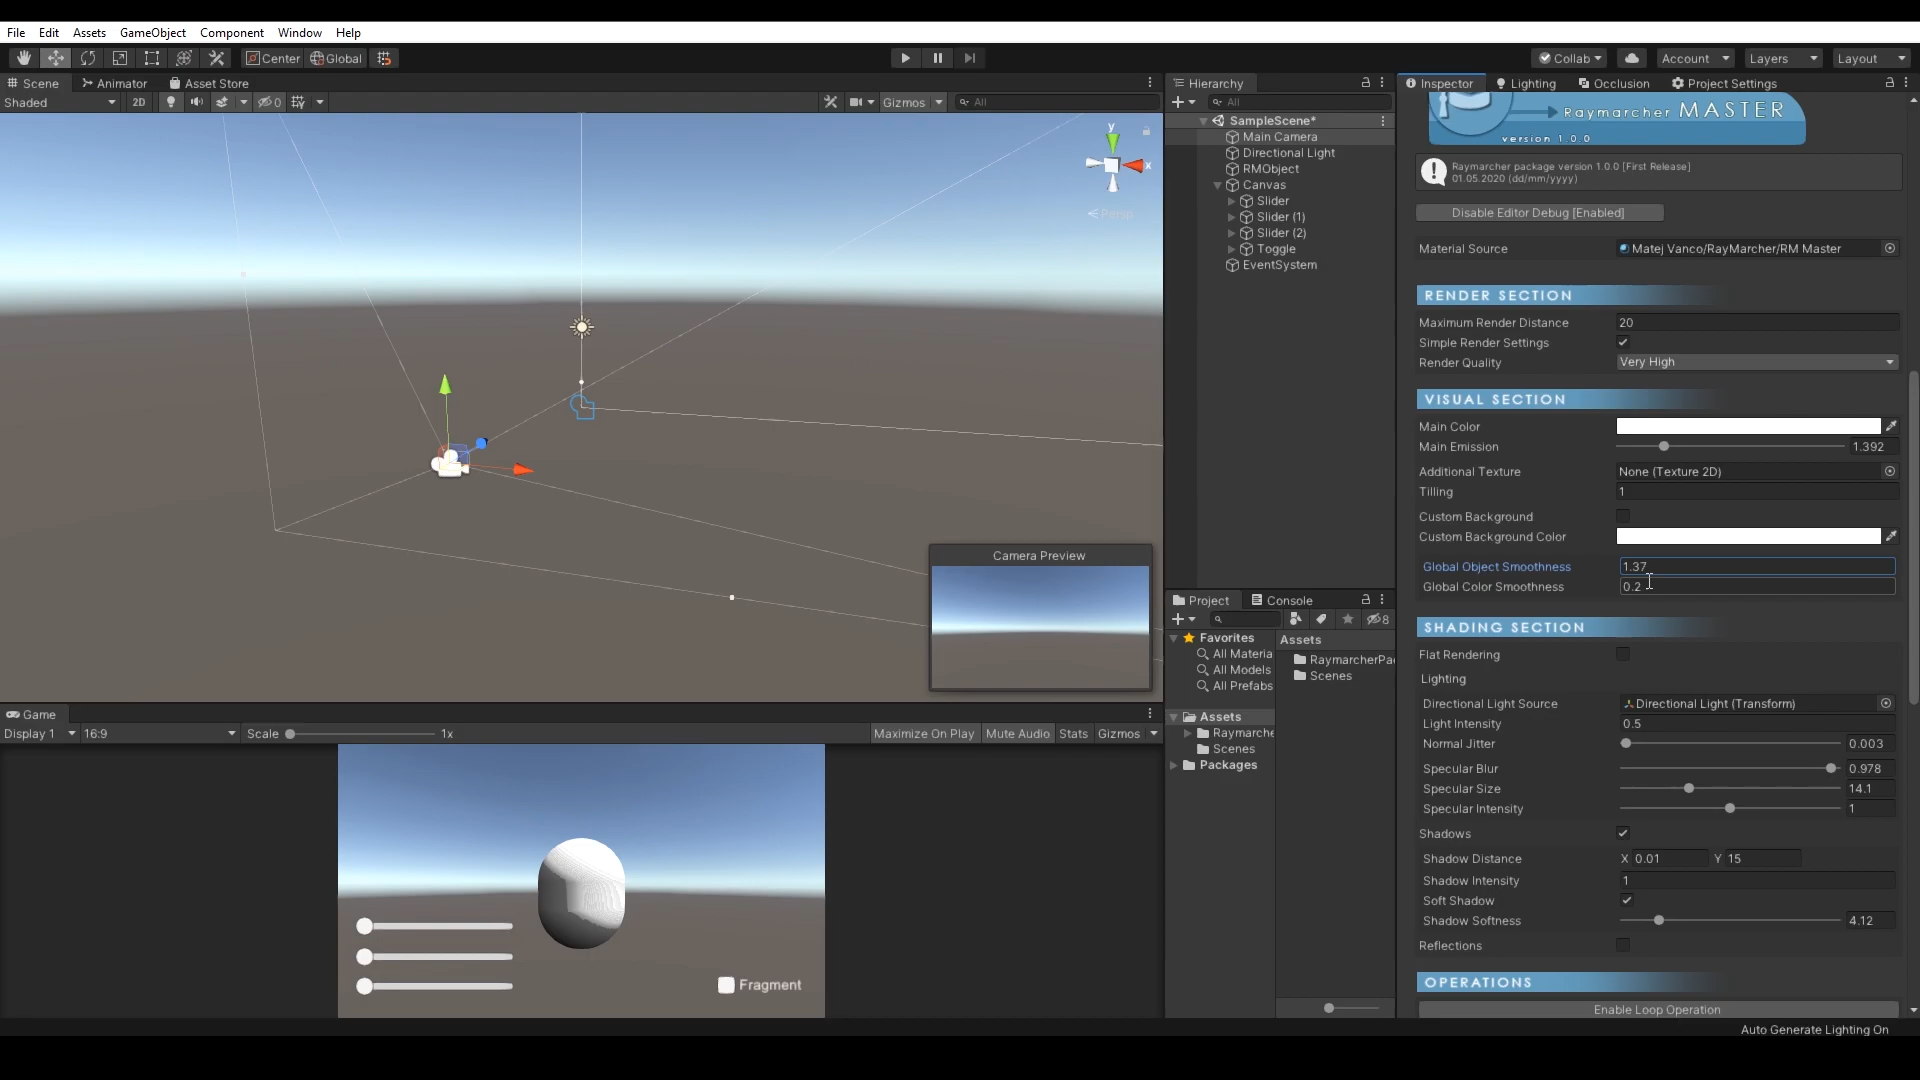 File Edit Assets GameObject Component Window Help
Center Global
Collab Account Layers Layout
Scene Animator Asset Store
Shaded 2D 0 Gizmos All
y
x
Persp
Camera Preview
Game
Display 1 16:9 Scale 1x Maximize On Play Mute Audio Stats Gizmos
Fragment
Hierarchy
All
SampleScene*
Main Camera
Directional Light
RMObject
Canvas
Slider
Slider (1)
Slider (2)
Toggle
EventSystem
Project Console
8
Favorites
All Materia
All Models
All Prefabs
Assets
Raymarche
Scenes
Packages
Assets
RaymarcherPa
Scenes
Inspector Lighting Occlusion Project Settings
Raymarcher MASTER
version 1.0.0
Raymarcher package version 1.0.0 [First Release]
01.05.2020 (dd/mm/yyyy)
Disable Editor Debug [Enabled]
Material Source Matej Vanco/RayMarcher/RM Master
RENDER SECTION
Maximum Render Distance 20
Simple Render Settings
Render Quality Very High
VISUAL SECTION
Main Color
Main Emission 1.392
Additional Texture None (Texture 2D)
Tilling 1
Custom Background
Custom Background Color
Global Object Smoothness 1.37
Global Color Smoothness 0.2
SHADING SECTION
Flat Rendering
Lighting
Directional Light Source Directional Light (Transform)
Light Intensity 0.5
Normal Jitter 0.003
Specular Blur 0.978
Specular Size 14.1
Specular Intensity 1
Shadows
Shadow Distance X 0.01 Y 15
Shadow Intensity 1
Soft Shadow
Shadow Softness 4.12
Reflections
OPERATIONS
Enable Loop Operation
Auto Generate Lighting On